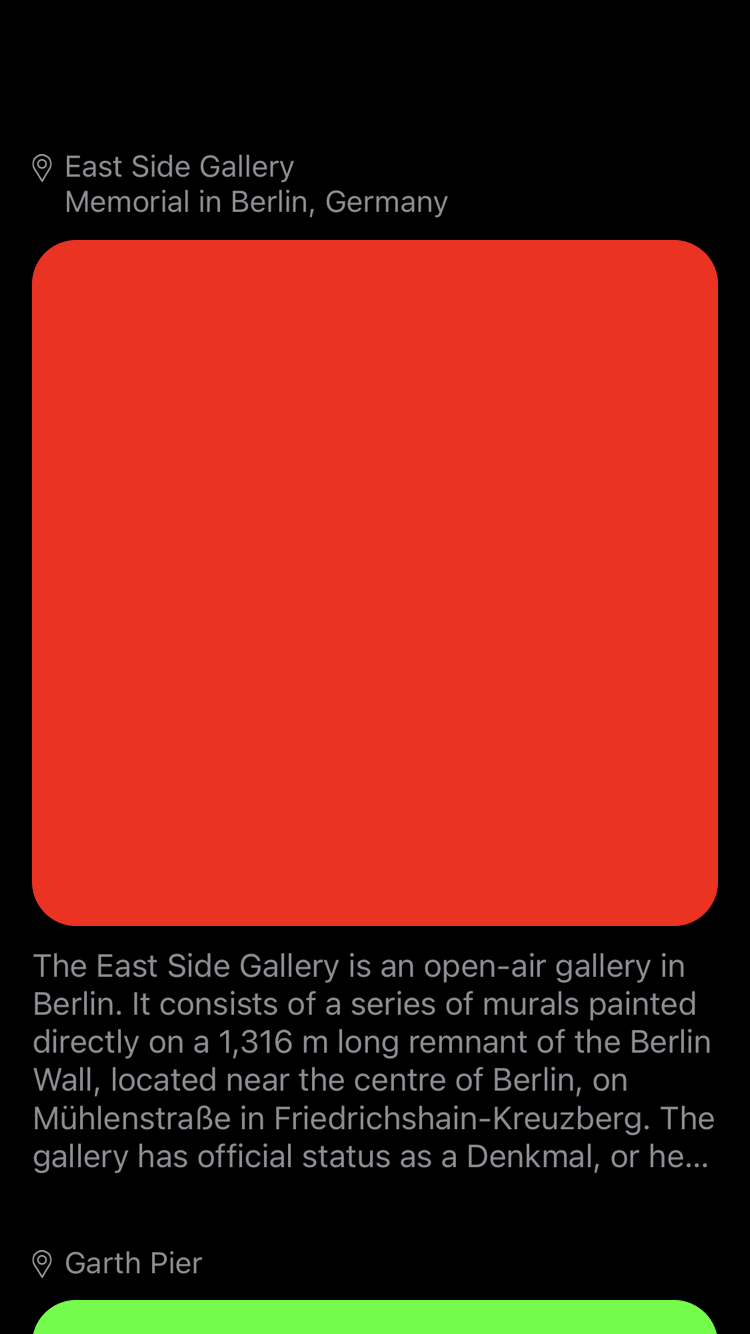 East Side Gallery
Memorial in Berlin, Germany
The East Side Gallery is an open-air gallery in
Berlin. It consists of a series of murals painted
directly on a 1,316 m long remnant of the Berlin
Wall, located near the centre of Berlin, on
Mühlenstraße in Friedrichshain-Kreuzberg. The
gallery has official status as a Denkmal, or he...
Garth Pier